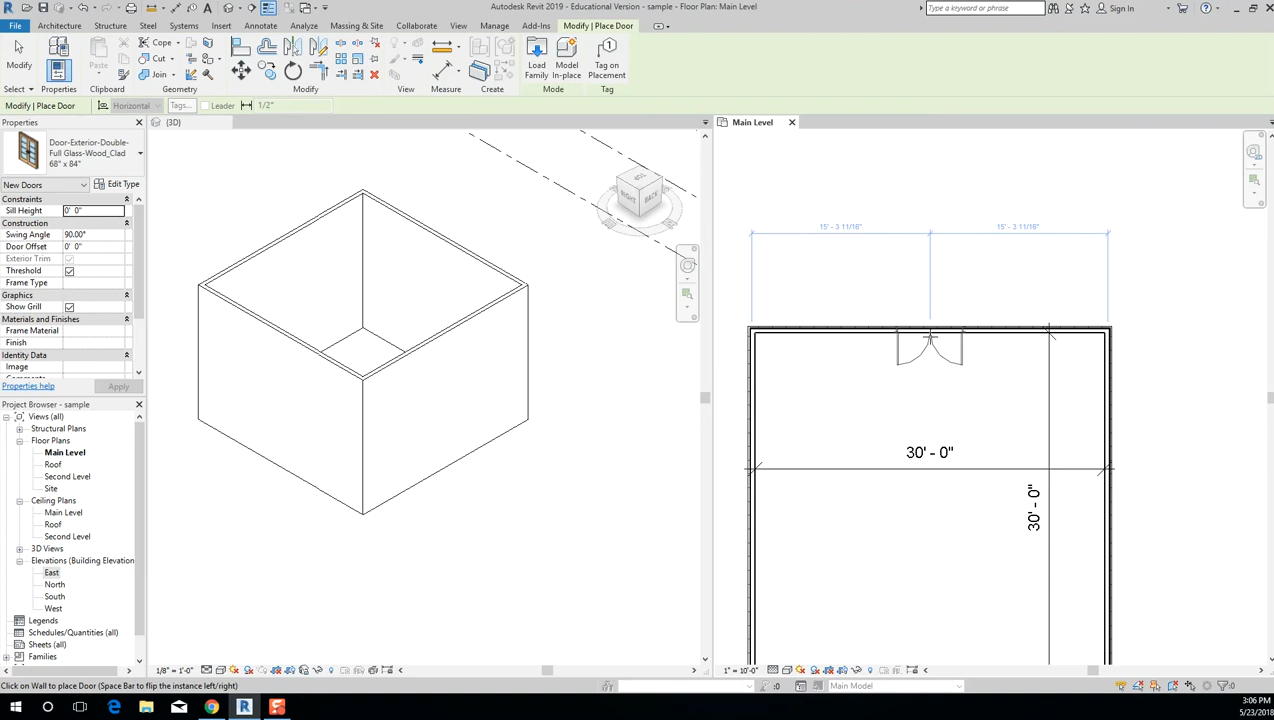 Autodesk Revit 2019 - Educational Version - sample - Floor Plan: Main Level
Type a keyword or phrase
Sign In
File Architecture Structure Steel Systems Insert Annotate Analyze Massing & Site Collaborate View Manage Add-Ins Modify | Place Door
Modify
Paste
Cope
Cut
Join
Load Family
Model In-place
Tag on Placement
Select Properties Clipboard Geometry Modify View Measure Create Mode Tag
Modify | Place Door
Horizontal
Tags...
Leader
1/2"
Properties
{3D}
Main Level
Door-Exterior-Double-
Full Glass-Wood_Clad
68" x 84"
New Doors
Edit Type
Constraints
Sill Height 0' 0"
Construction
Swing Angle 90.00°
Door Offset 0' 0"
Exterior Trim
Threshold
Frame Type
Graphics
Show Grill
Materials and Finishes
Frame Material
Finish
Identity Data
Image
Properties help
Apply
Project Browser - sample
Views (all)
Structural Plans
Floor Plans
Main Level
Roof
Second Level
Site
Ceiling Plans
Main Level
Roof
Second Level
3D Views
Elevations (Building Elevation
East
North
South
West
Legends
Schedules/Quantities (all)
Sheets (all)
Families
RIGHT
BACK
15' - 3 11/16"
15' - 3 11/16"
30' - 0"
30' - 0"
1/8" = 1'-0"
1" = 10'-0"
Click on Wall to place Door (Space Bar to flip the instance left/right)
:0
Main Model
:0
3:06 PM
5/23/2018